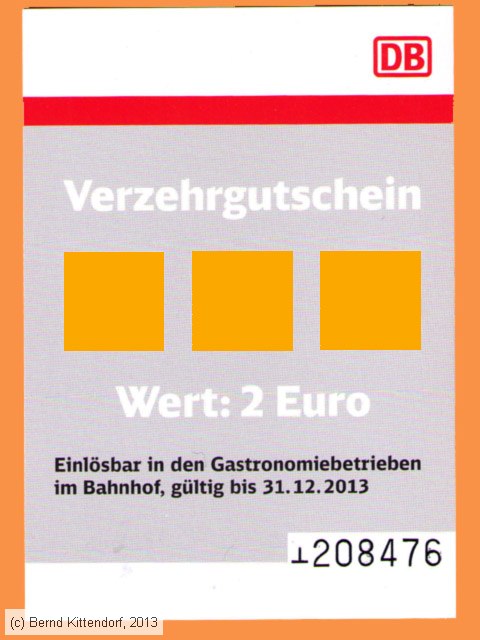 DB
Verzehrgutschein
Wert: 2 Euro
Einlösbar in den Gastronomiebetrieben
im Bahnhof, gültig bis 31.12.2013
⊥208476
(c) Bernd Kittendorf, 2013